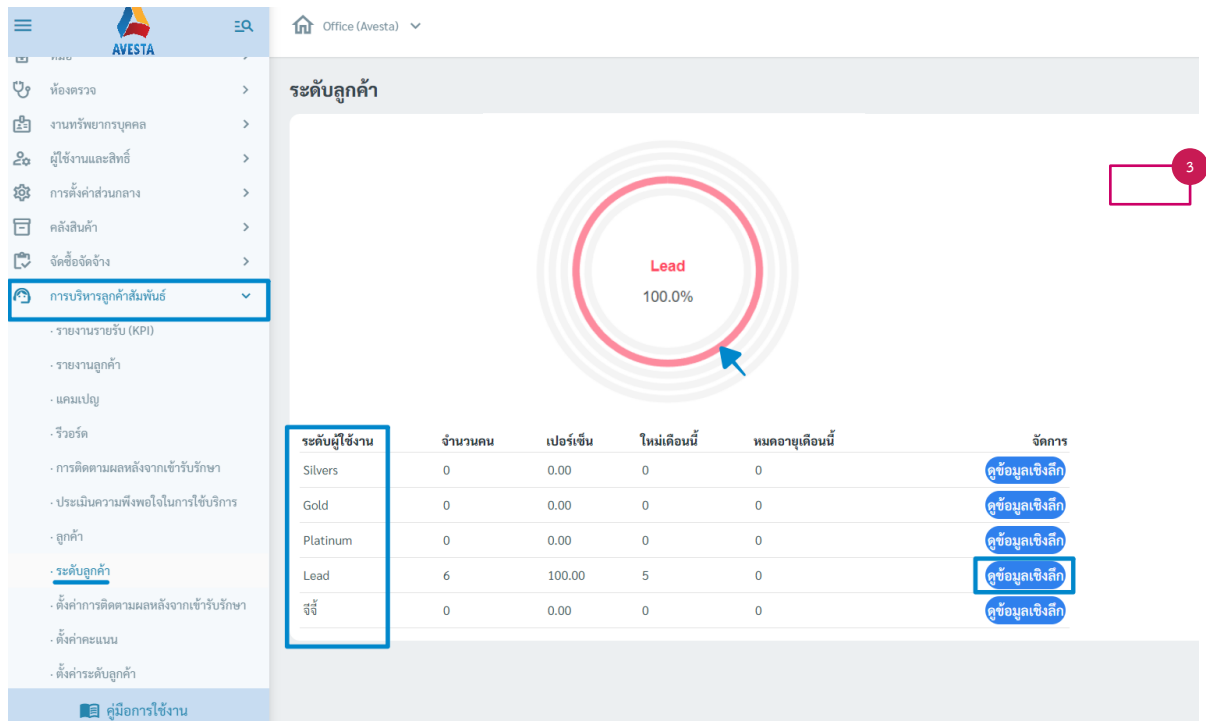 AVESTA
Office (Avesta)
ห้องตรวจ
งานทรัพยากรบุคคล
ผู้ใช้งานและสิทธิ์
การตั้งค่าส่วนกลาง
คลังสินค้า
จัดซื้อจัดจ้าง
การบริหารลูกค้าสัมพันธ์
· รายงานรายรับ (KPI)
· รายงานลูกค้า
· แคมเปญ
· รีวอร์ด
· การติดตามผลหลังจากเข้ารับรักษา
· ประเมินความพึงพอใจในการใช้บริการ
· ลูกค้า
· ระดับลูกค้า
· ตั้งค่าการติดตามผลหลังจากเข้ารับรักษา
· ตั้งค่าคะแนน
· ตั้งค่าระดับลูกค้า
คู่มือการใช้งาน
ระดับลูกค้า
3
Lead
100.0%
ระดับผู้ใช้งาน จำนวนคน เปอร์เซ็น ใหม่เดือนนี้ หมดอายุเดือนนี้ จัดการ
Silvers 0 0.00 0 0 ดูข้อมูลเชิงลึก
Gold 0 0.00 0 0 ดูข้อมูลเชิงลึก
Platinum 0 0.00 0 0 ดูข้อมูลเชิงลึก
Lead 6 100.00 5 0 ดูข้อมูลเชิงลึก
จีจี้ 0 0.00 0 0 ดูข้อมูลเชิงลึก